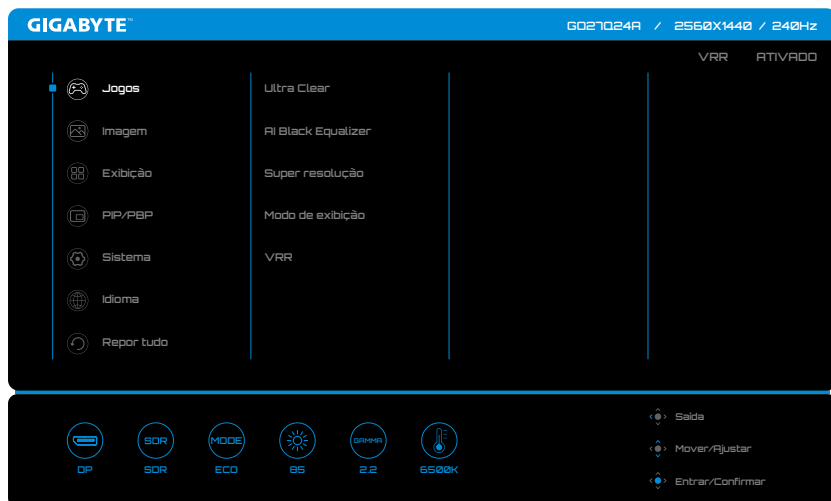 GIGABYTE™
GO27Q24A / 2560X1440 / 240Hz
VRR ATIVADO
Jogos
Imagem
Exibição
PIP/PBP
Sistema
Idioma
Repor tudo
Ultra Clear
AI Black Equalizer
Super resolução
Modo de exibição
VRR
DP
SDR
SDR
MODE
ECO
85
GAMMA
2.2
6500K
Saída
Mover/Ajustar
Entrar/Confirmar